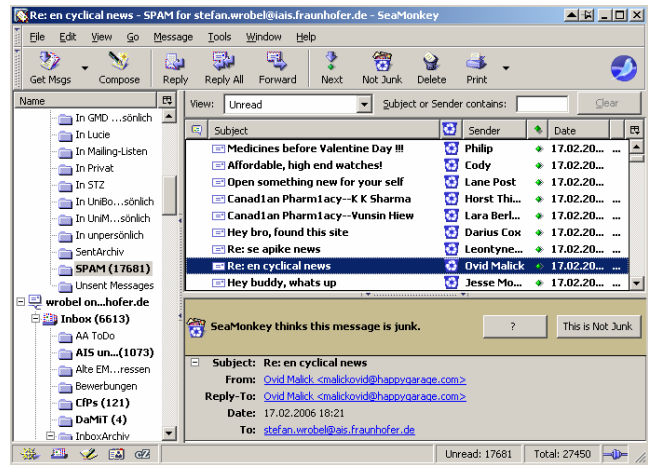 Re: en cyclical news - SPAM for stefan.wrobel@iais.fraunhofer.de - SeaMonkey
File Edit View Go Message Tools Window Help
Get Msgs Compose Reply Reply All Forward Next Not Junk Delete Print
Name
In GMD ...sönlich
In Lucie
In Mailing-Listen
In Privat
In STZ
In UniBo...sönlich
In UniM...sönlich
In unpersönlich
SentArchiv
SPAM (17681)
Unsent Messages
wrobel on...hofer.de
Inbox (6613)
AA ToDo
AIS un...(1073)
Alte EM...ressen
Bewerbungen
CfPs (121)
DaMiT (4)
InboxArchiv
View: Unread Subject or Sender contains: Clear
Subject Sender Date
Medicines before Valentine Day !!! Philip 17.02.20... ...
Affordable, high end watches! Cody 17.02.20... ...
Open something new for your self Lane Post 17.02.20... ...
Canad1an Pharm1acy--K K Sharma Horst Thi... 17.02.20... ...
Canad1an Pharm1acy--Yunsin Hiew Lara Berl... 17.02.20... ...
Hey bro, found this site Darius Cox 17.02.20... ...
Re: se apike news Leontyne... 17.02.20... ...
Re: en cyclical news Ovid Malick 17.02.20... ...
Hey buddy, whats up Jesse Mo... 17.02.20... ...
SeaMonkey thinks this message is junk. ? This is Not Junk
Subject: Re: en cyclical news
From: Ovid Malick <malickovid@happygarage.com>
Reply-To: Ovid Malick <malickovid@happygarage.com>
Date: 17.02.2006 18:21
To: stefan.wrobel@ais.fraunhofer.de
Unread: 17681 Total: 27450